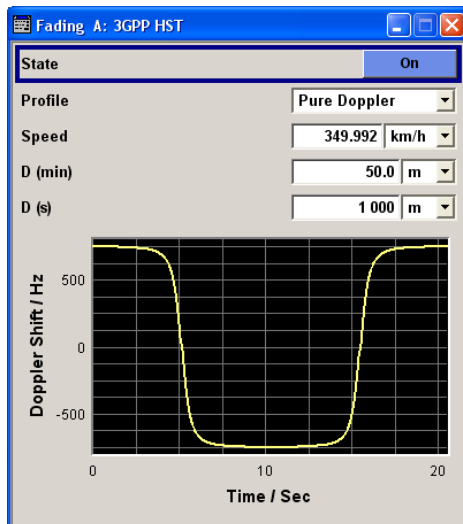 Fading A: 3GPP HST
State On
Profile Pure Doppler
Speed 349.992 km/h
D (min) 50.0 m
D (s) 1 000 m
Doppler Shift / Hz
500
0
-500
0 10 20
Time / Sec